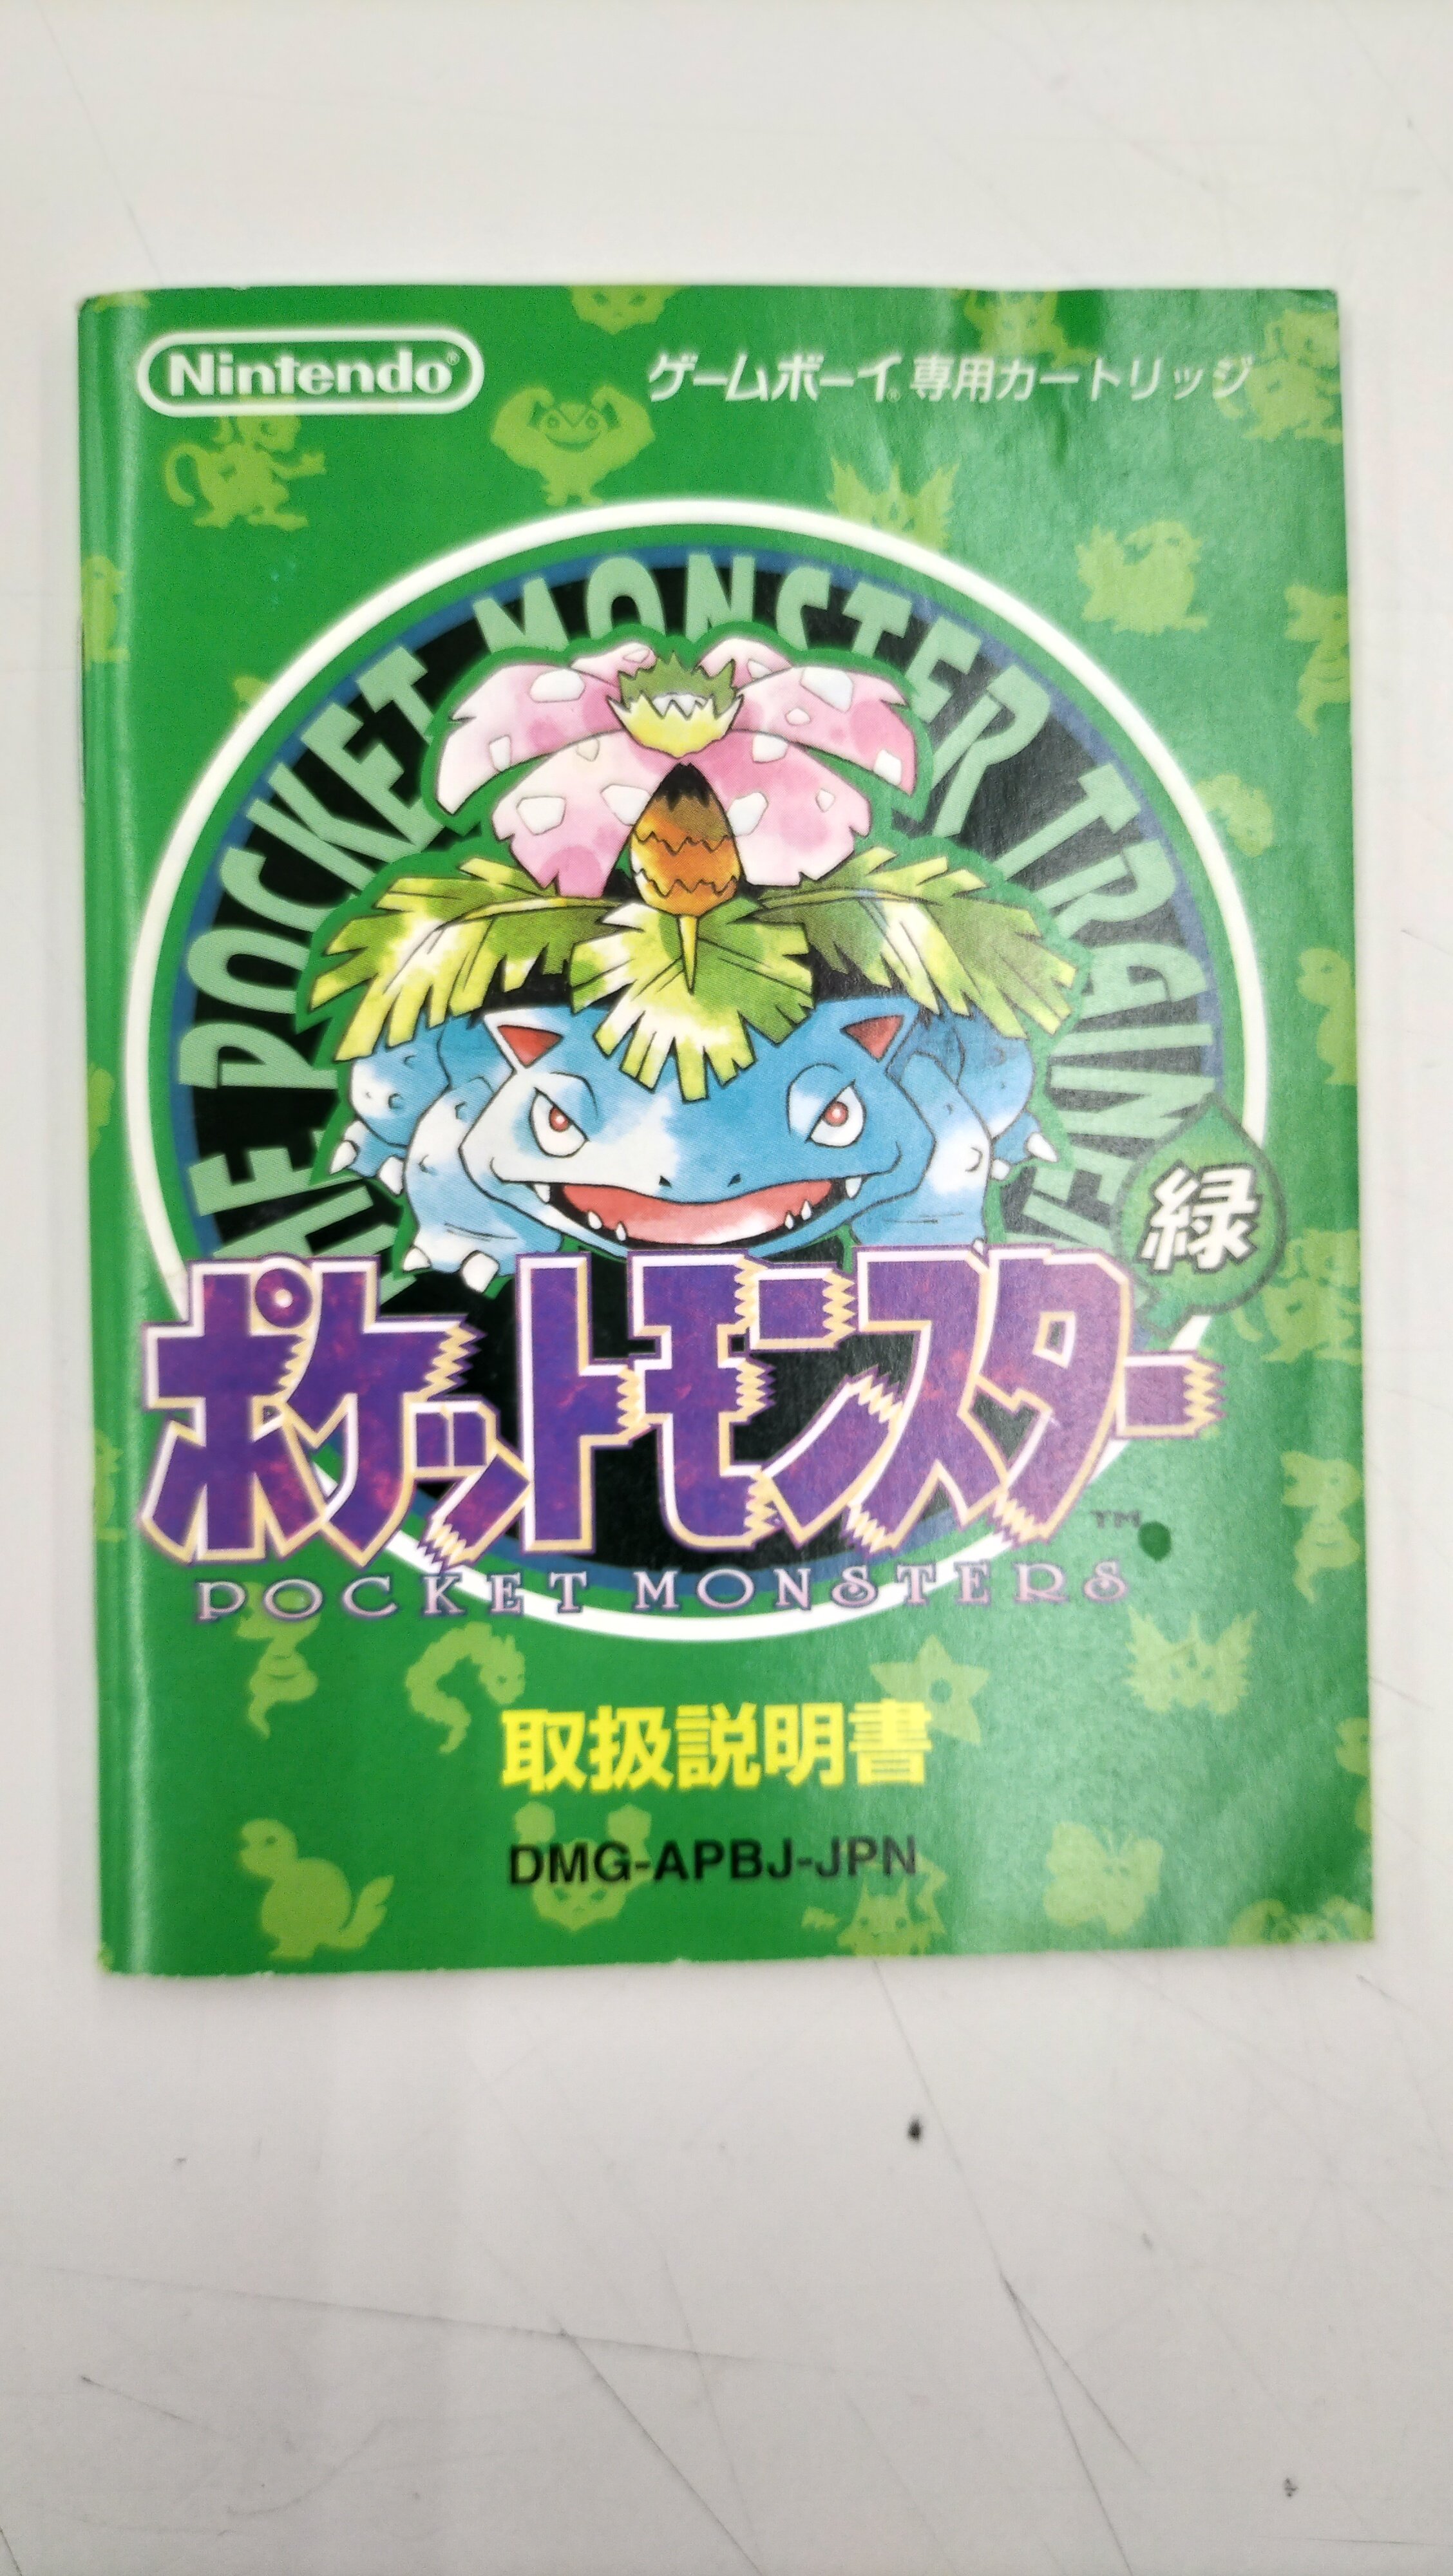 Nintendo®
ゲームボーイ® 専用カートリッジ
POCKET MONSTER TRAINER
緑
ポケットモンスター
TM
POCKET MONSTERS
取扱説明書
DMG-APBJ-JPN